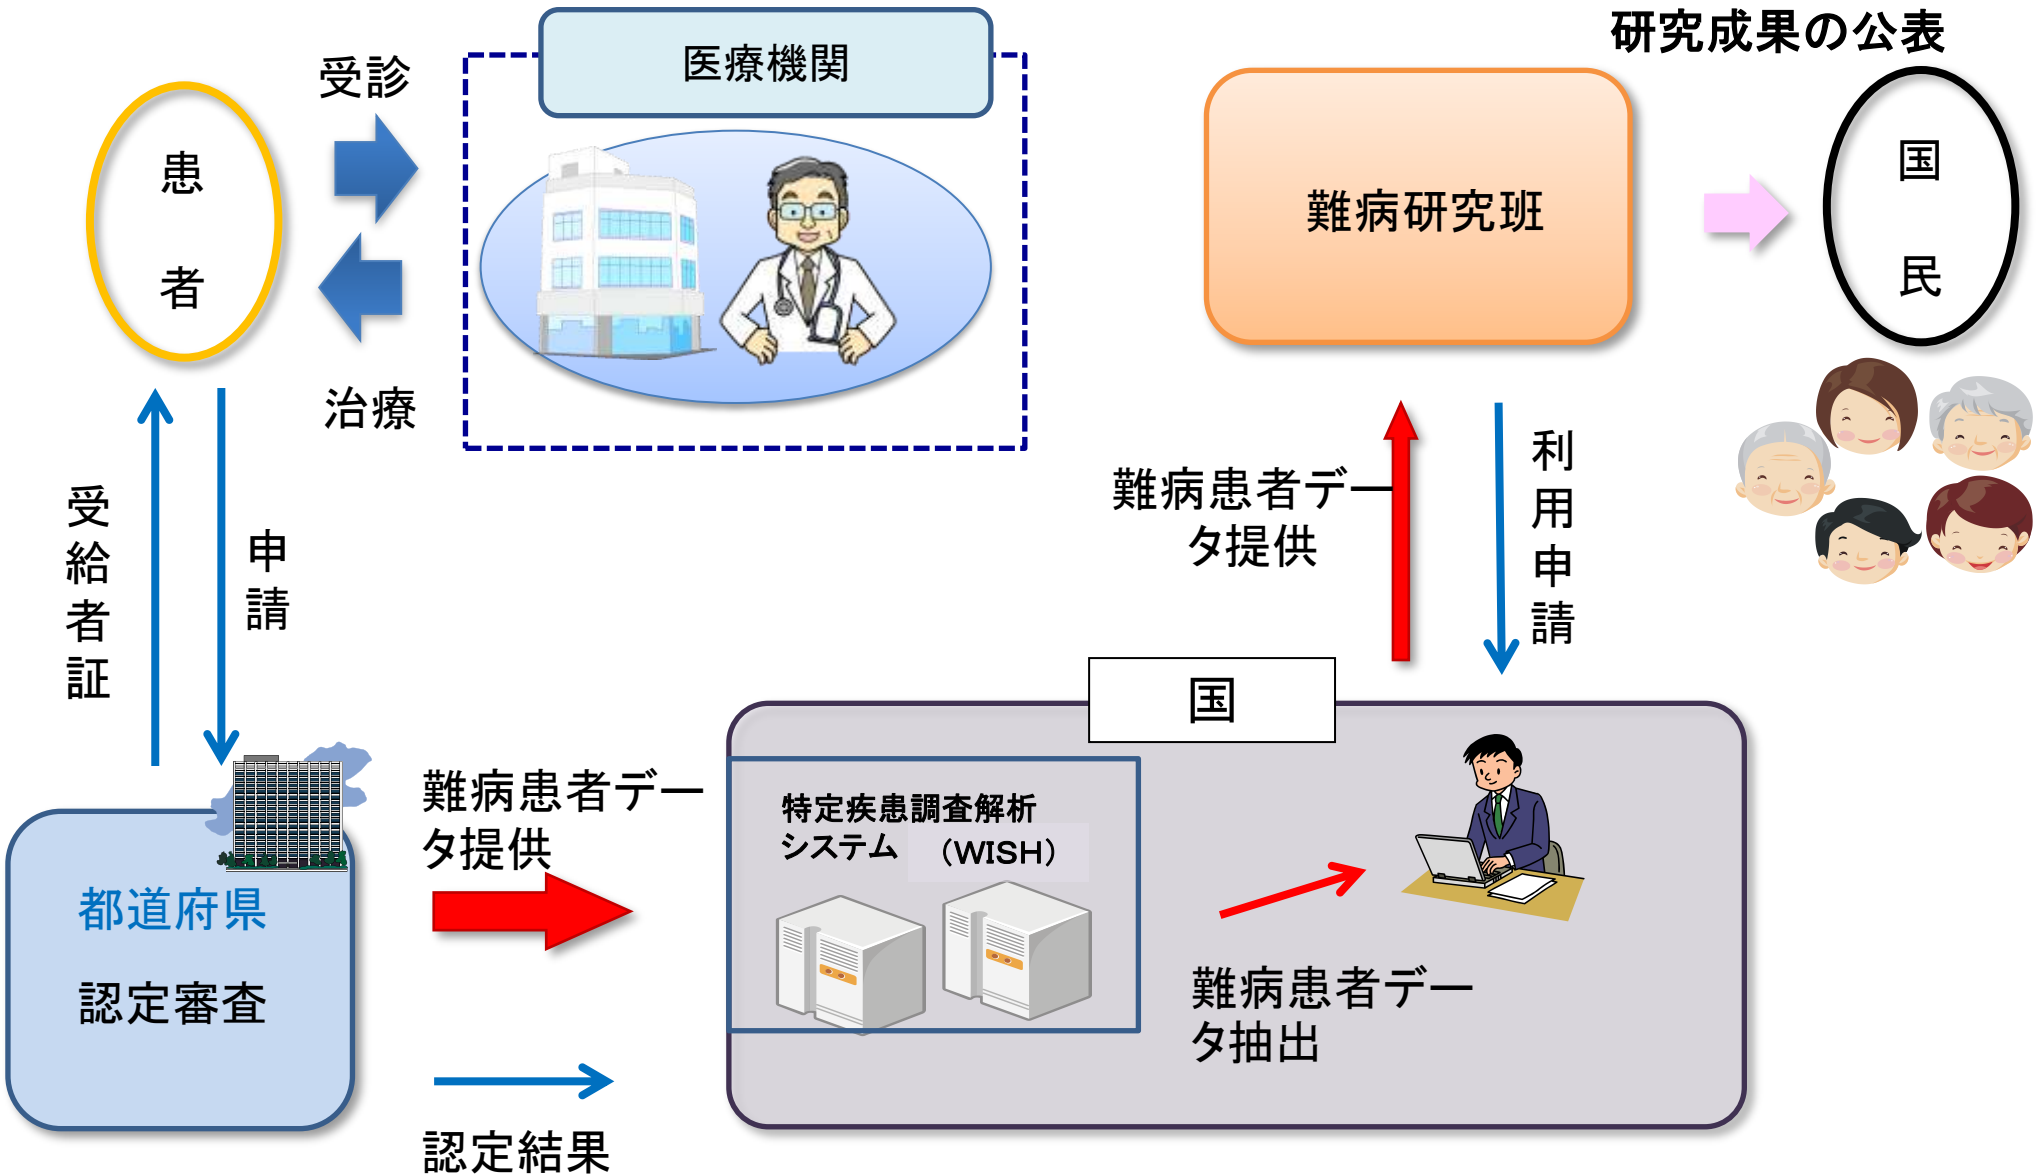 研究成果の公表
受診
医療機関
患者
国民
難病研究班
治療
難病患者デー
タ提供
利用申請
受給者証
申請
国
難病患者デー
タ提供
特定疾患調査解析
システム （WISH）
都道府県
認定審査
難病患者デー
タ抽出
認定結果